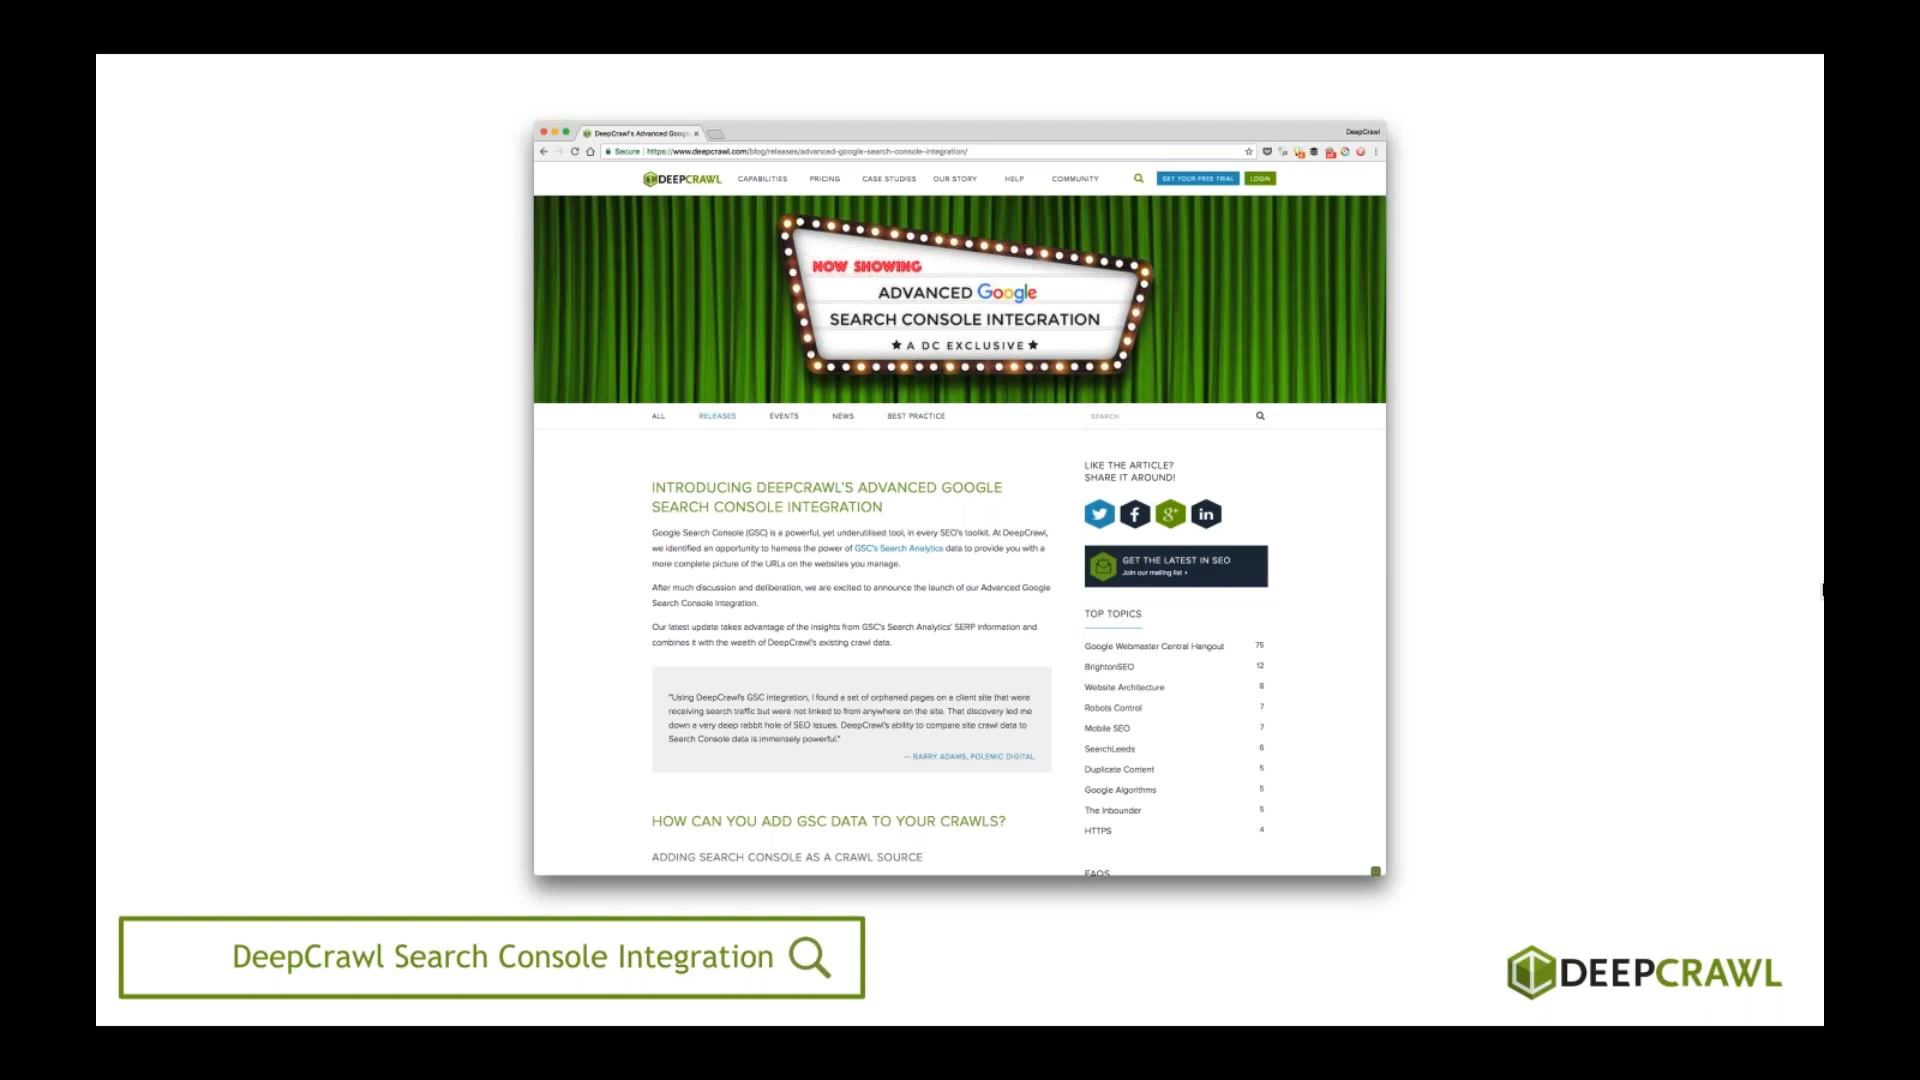 DeepCrawl's Advanced Googl
DeepCrawl
Secure | https://www.deepcrawl.com/blog/releases/advanced-google-search-console-integration/
DEEPCRAWL CAPABILITIES PRICING CASE STUDIES OUR STORY HELP COMMUNITY GET YOUR FREE TRIAL LOGIN
NOW SHOWING
ADVANCED Google
SEARCH CONSOLE INTEGRATION
★ A DC EXCLUSIVE ★
ALL RELEASES EVENTS NEWS BEST PRACTICE SEARCH
INTRODUCING DEEPCRAWL'S ADVANCED GOOGLE
SEARCH CONSOLE INTEGRATION
Google Search Console (GSC) is a powerful, yet underutilised tool, in every SEO's toolkit. At DeepCrawl,
we identified an opportunity to harness the power of GSC's Search Analytics data to provide you with a
more complete picture of the URLs on the websites you manage.
After much discussion and deliberation, we are excited to announce the launch of our Advanced Google
Search Console Integration.
Our latest update takes advantage of the insights from GSC's Search Analytics' SERP information and
combines it with the wealth of DeepCrawl's existing crawl data.
"Using DeepCrawl's GSC integration, I found a set of orphaned pages on a client site that were
receiving search traffic but were not linked to from anywhere on the site. That discovery led me
down a very deep rabbit hole of SEO issues. DeepCrawl's ability to compare site crawl data to
Search Console data is immensely powerful."
— BARRY ADAMS, POLEMIC DIGITAL
HOW CAN YOU ADD GSC DATA TO YOUR CRAWLS?
ADDING SEARCH CONSOLE AS A CRAWL SOURCE
LIKE THE ARTICLE?
SHARE IT AROUND!
GET THE LATEST IN SEO
Join our mailing list
TOP TOPICS
Google Webmaster Central Hangout 75
BrightonSEO 12
Website Architecture 8
Robots Control 7
Mobile SEO 7
SearchLeeds 6
Duplicate Content 5
Google Algorithms 5
The Inbounder 5
HTTPS 4
FAQS
DeepCrawl Search Console Integration
DEEPCRAWL